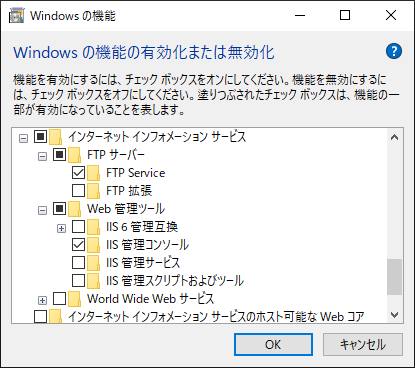 Windows の機能
Windows の機能の有効化または無効化
機能を有効にするには、チェック ボックスをオンにしてください。機能を無効にするに
は、チェック ボックスをオフにしてください。塗りつぶされたチェック ボックスは、機能の一
部が有効になっていることを表します。
インターネット インフォメーション サービス
FTP サーバー
FTP Service
FTP 拡張
Web 管理ツール
IIS 6 管理互換
IIS 管理コンソール
IIS 管理サービス
IIS 管理スクリプトおよびツール
World Wide Web サービス
インターネット インフォメーション サービスのホスト可能な Web コア
OK
キャンセル